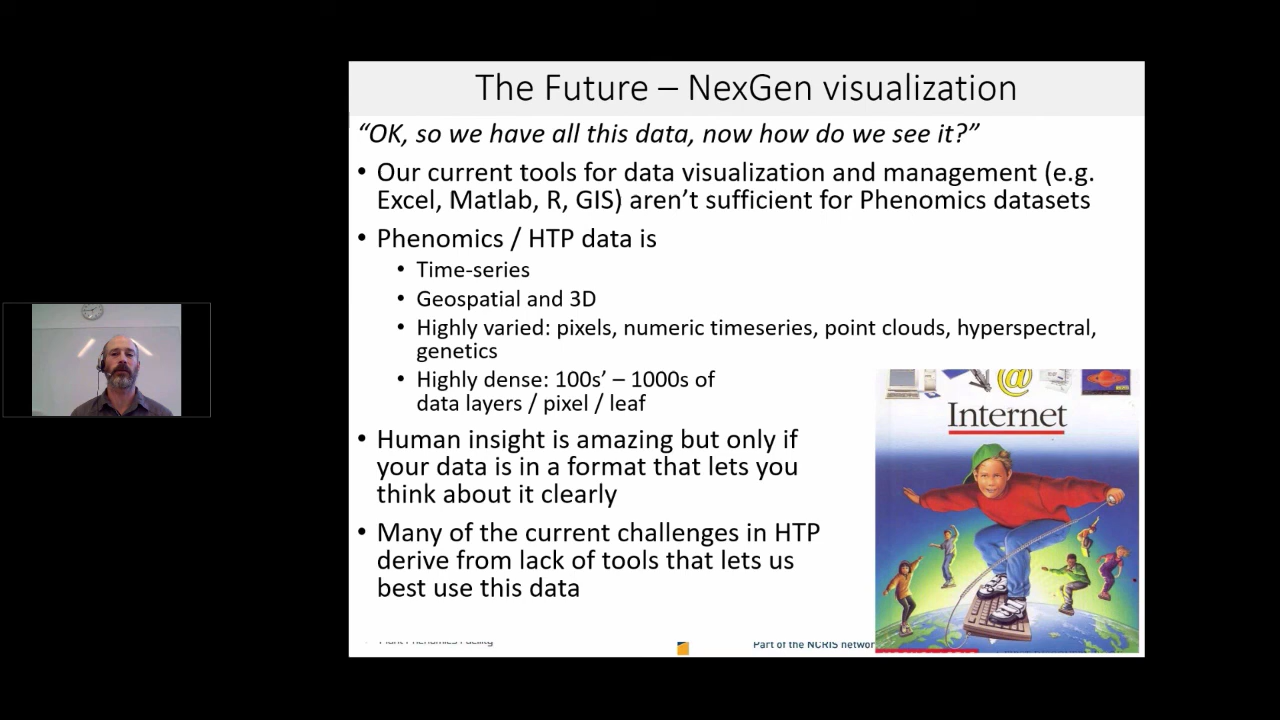 The Future – NexGen visualization
“OK, so we have all this data, now how do we see it?”
• Our current tools for data visualization and management (e.g.
Excel, Matlab, R, GIS) aren’t sufficient for Phenomics datasets
• Phenomics / HTP data is
• Time-series
• Geospatial and 3D
• Highly varied: pixels, numeric timeseries, point clouds, hyperspectral,
genetics
• Highly dense: 100s’ – 1000s of
data layers / pixel / leaf
@
Internet
• Human insight is amazing but only if
your data is in a format that lets you
think about it clearly
• Many of the current challenges in HTP
derive from lack of tools that lets us
best use this data
Plant Phenomics Facility
Part of the NCRIS networ